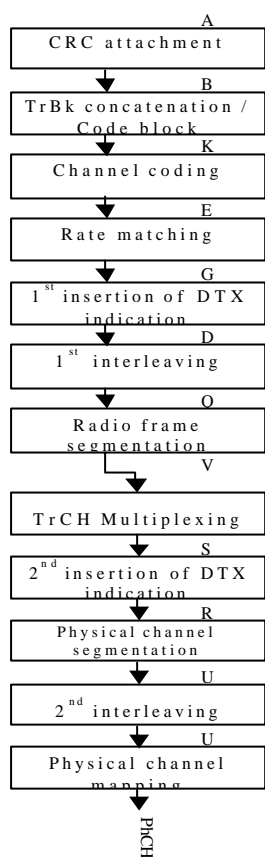 A
CRC attachment
B
TrBk concatenation /
Code block
K
Channel coding
E
Rate matching
G
1st insertion of DTX
indication
D
1st interleaving
Q
Radio frame
segmentation
V
TrCH Multiplexing
S
2nd insertion of DTX
indication
R
Physical channel
segmentation
U
2nd interleaving
U
Physical channel
mapping
PhCH